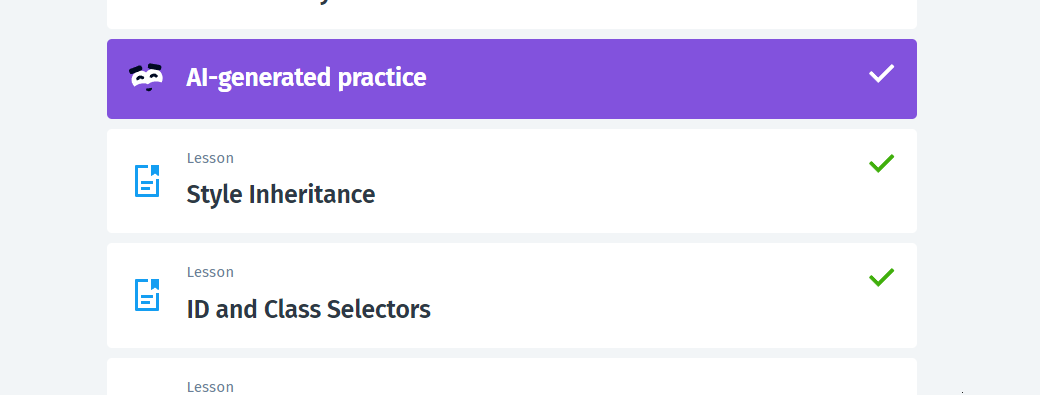 AI-generated practice
Lesson
Style Inheritance
Lesson
ID and Class Selectors
Lesson